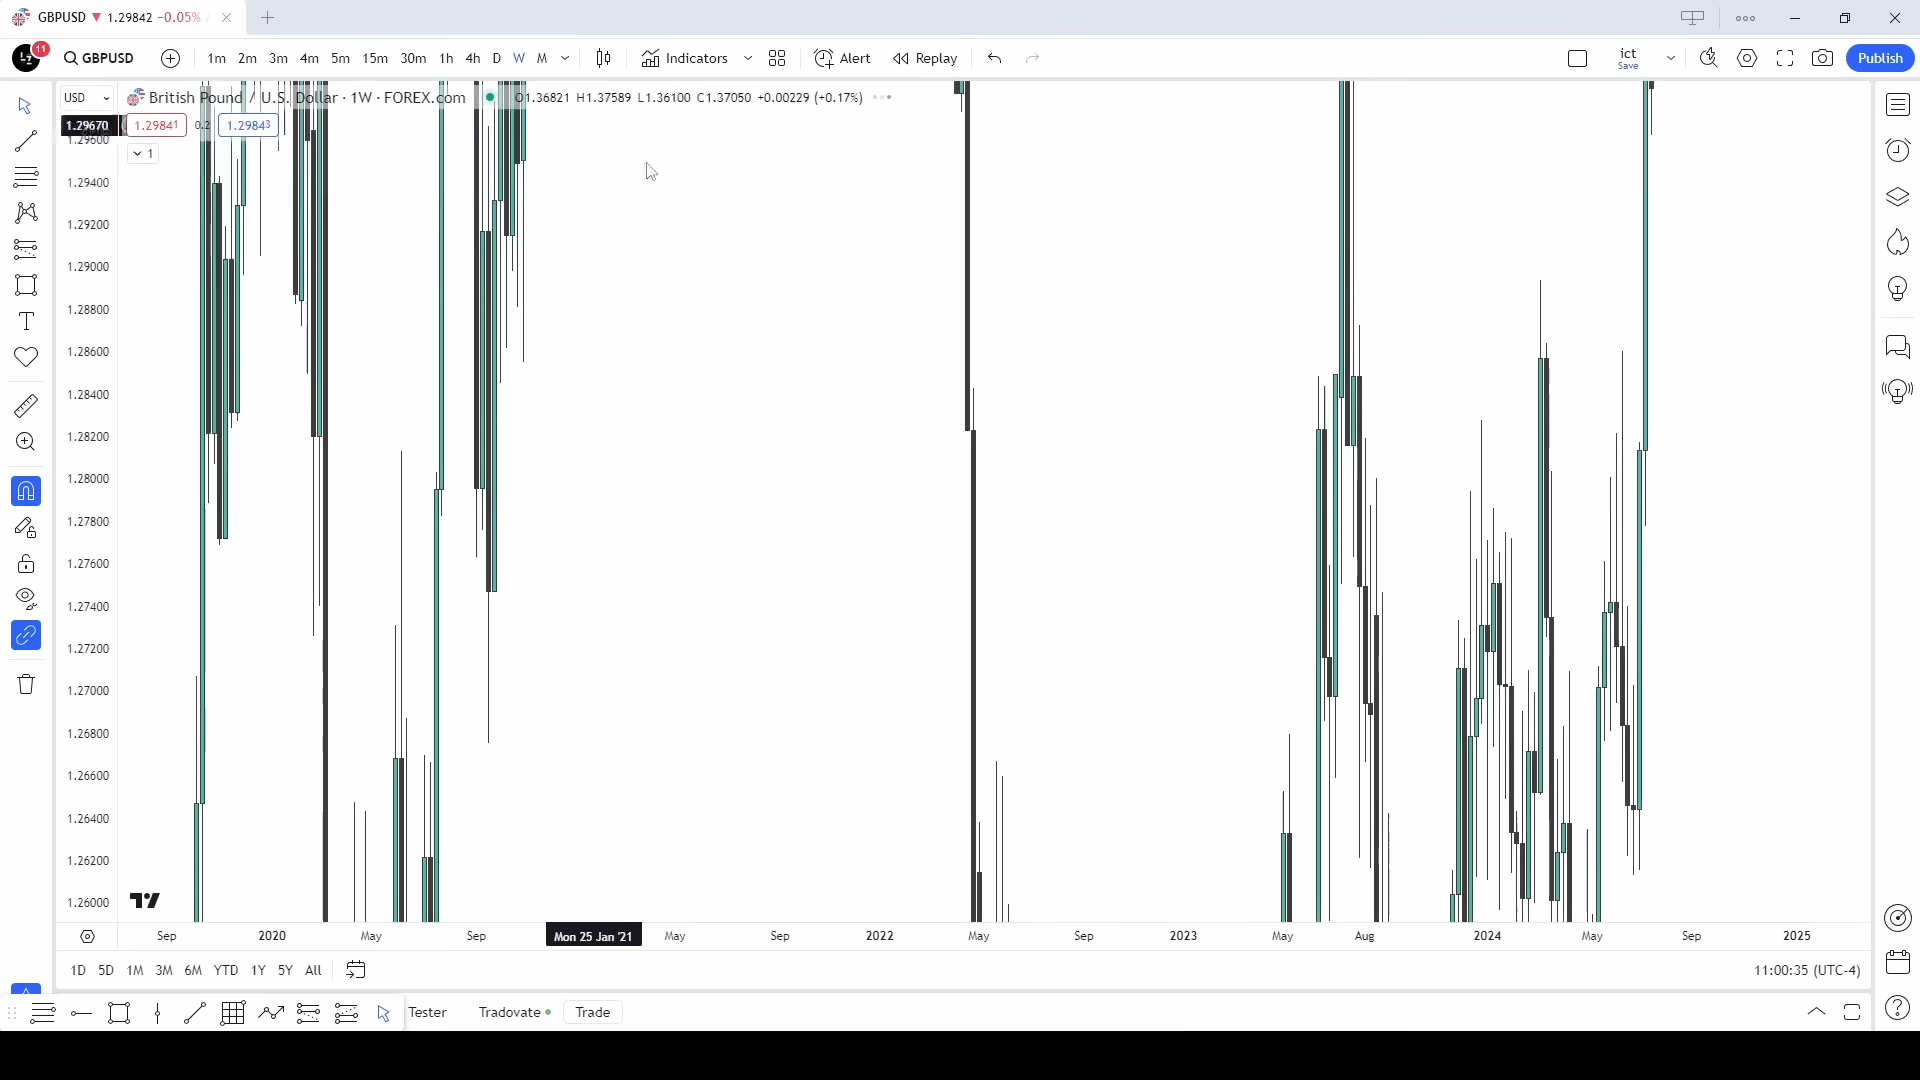 GBPUSD ▼ 1.29842 −0.05% /
11
GBPUSD 1m 2m 3m 4m 5m 15m 30m 1h 4h D W M Indicators Alert Replay ict Publish
Save
USD British Pound / U.S. Dollar · 1W · FOREX.com O1.36821 H1.37589 L1.36100 C1.37050 +0.00229 (+0.17%)
1.29670 1.29841 0.2 1.29843
1.29600
1
1.29400
1.29200
1.29000
1.28800
1.28600
1.28400
1.28200
1.28000
1.27800
1.27600
1.27400
1.27200
1.27000
1.26800
1.26600
1.26400
1.26200
1.26000
Sep 2020 May Sep Mon 25 Jan '21 May Sep 2022 May Sep 2023 May Aug 2024 May Sep 2025
1D 5D 1M 3M 6M YTD 1Y 5Y All 11:00:35 (UTC-4)
Tester Tradovate Trade